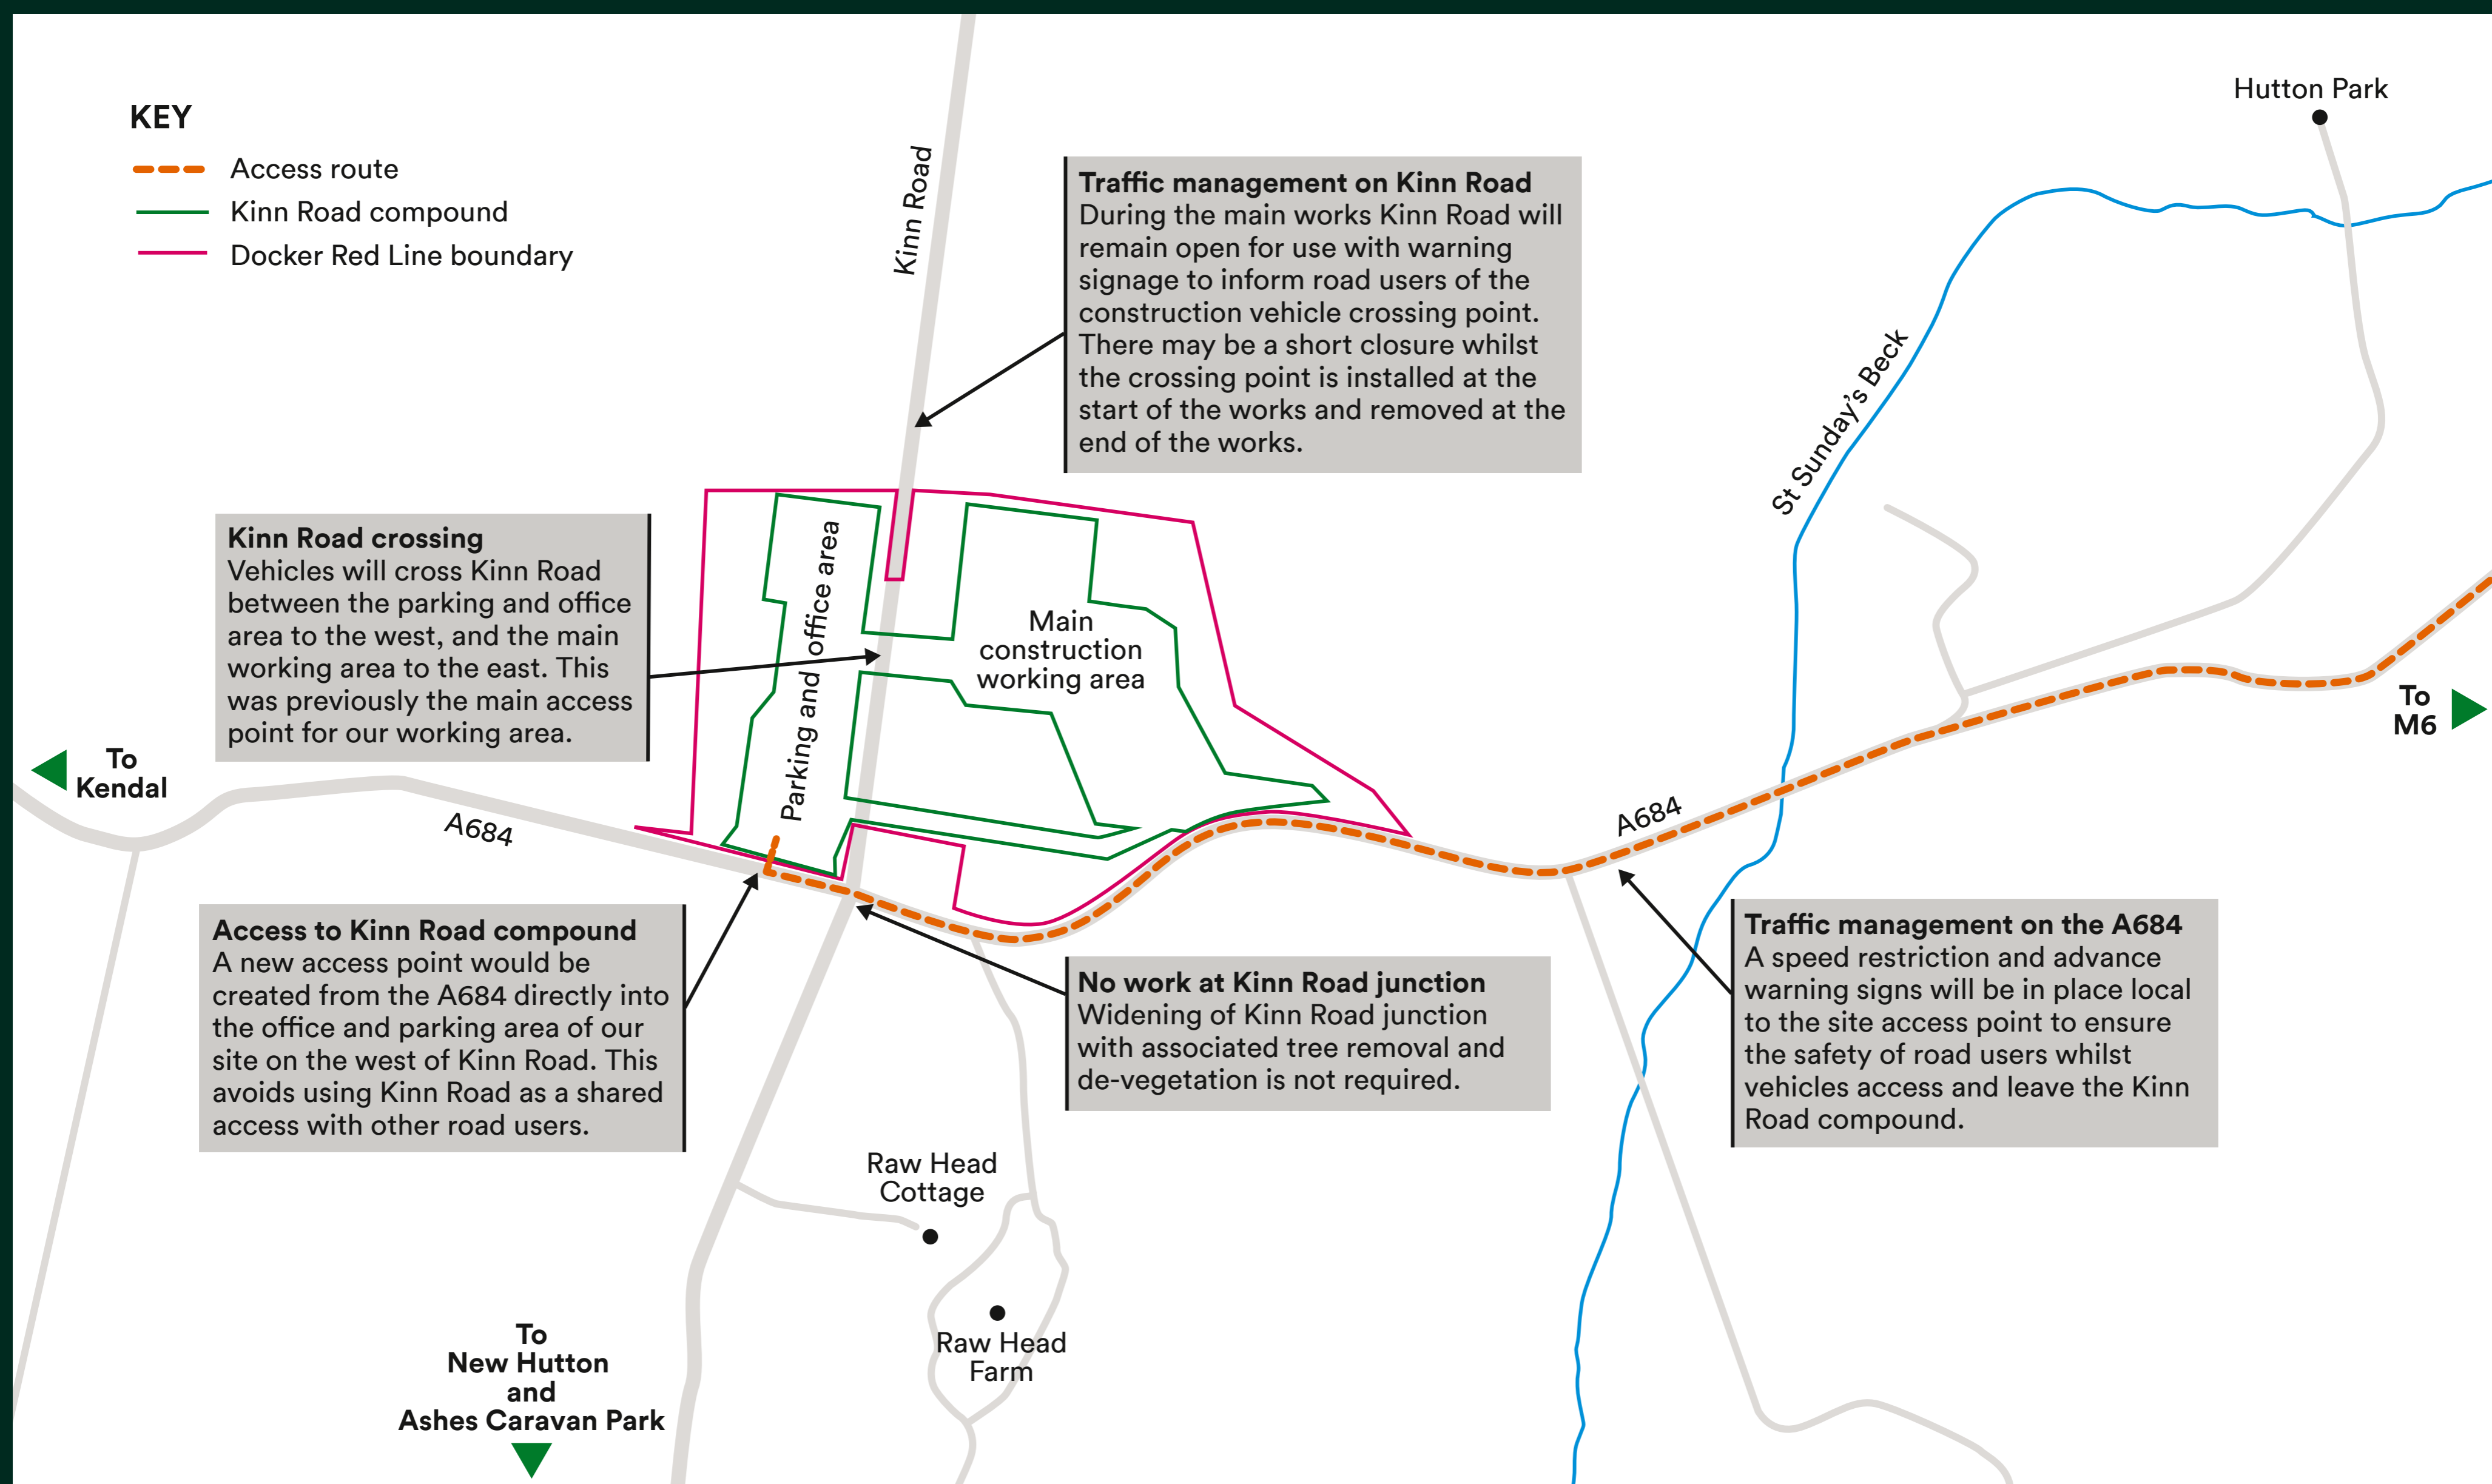 KEY
Access route
Kinn Road compound
Docker Red Line boundary
Kinn Road
Traffic management on Kinn Road
During the main works Kinn Road will
remain open for use with warning
signage to inform road users of the
construction vehicle crossing point.
There may be a short closure whilst
the crossing point is installed at the
start of the works and removed at the
end of the works.
Hutton Park
St Sunday's Beck
Kinn Road crossing
Vehicles will cross Kinn Road
between the parking and office
area to the west, and the main
working area to the east. This
was previously the main access
point for our working area.
Parking and office area
Main
construction
working area
To
Kendal
A684
A684
To
M6
Access to Kinn Road compound
A new access point would be
created from the A684 directly into
the office and parking area of our
site on the west of Kinn Road. This
avoids using Kinn Road as a shared
access with other road users.
No work at Kinn Road junction
Widening of Kinn Road junction
with associated tree removal and
de-vegetation is not required.
Traffic management on the A684
A speed restriction and advance
warning signs will be in place local
to the site access point to ensure
the safety of road users whilst
vehicles access and leave the Kinn
Road compound.
Raw Head
Cottage
Raw Head
Farm
To
New Hutton
and
Ashes Caravan Park